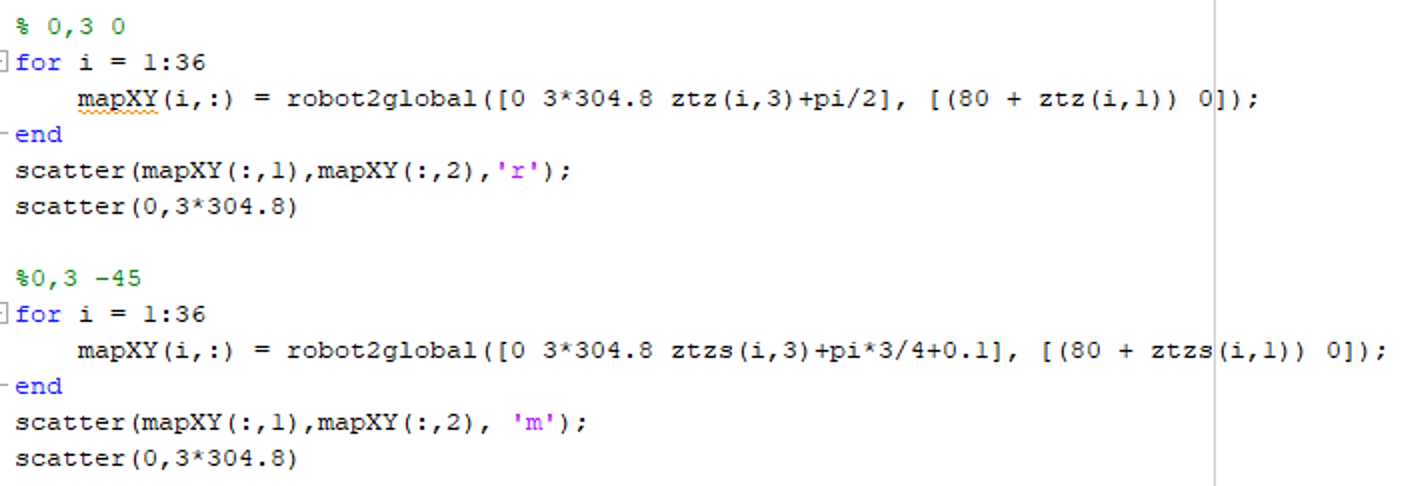 % 0,3 0
for i = 1:36
    mapXY(i,:) = robot2global([0 3*304.8 ztz(i,3)+pi/2], [(80 + ztz(i,1)) 0]);
end
scatter(mapXY(:,1),mapXY(:,2),'r');
scatter(0,3*304.8)

%0,3 -45
for i = 1:36
    mapXY(i,:) = robot2global([0 3*304.8 ztzs(i,3)+pi*3/4+0.1], [(80 + ztzs(i,1)) 0]);
end
scatter(mapXY(:,1),mapXY(:,2), 'm');
scatter(0,3*304.8)